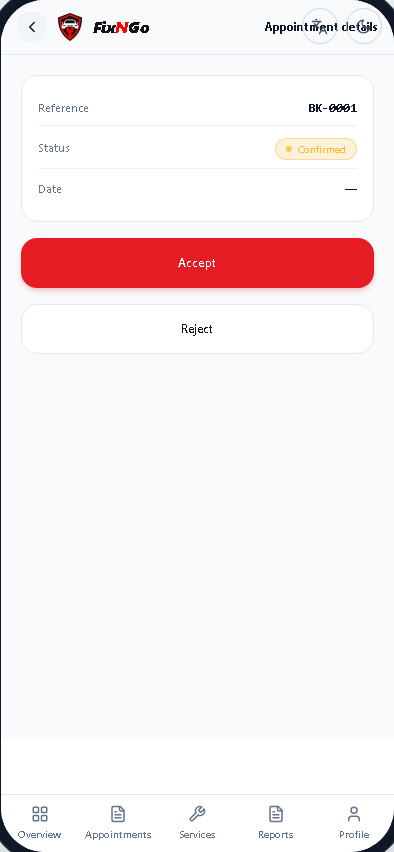 FixNGo
Appointment details
Reference BK-0001
Status Confirmed
Date —
Accept
Reject
Overview Appointments Services Reports Profile